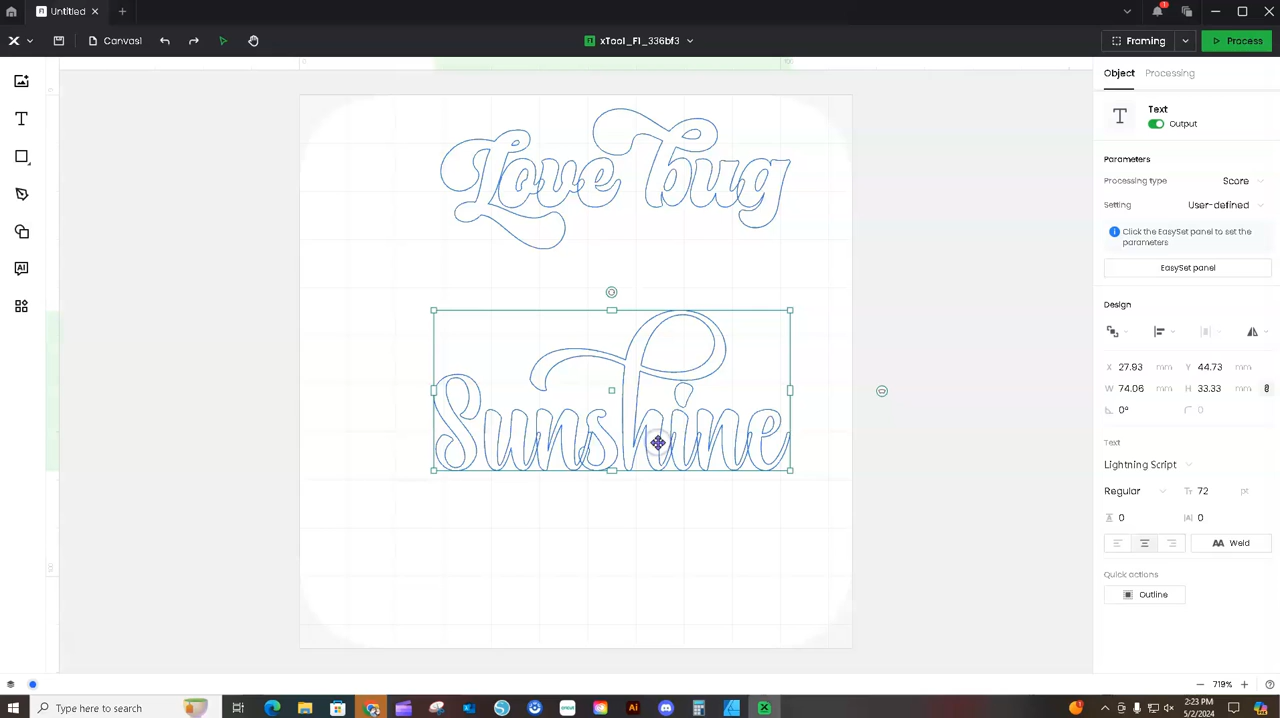 Untitled
Canvas1
xTool_F1_336bf3
Framing
Process
Object
Processing
Text
Output
Parameters
Processing type
Score
Setting
User-defined
Click the EasySet panel to set the
parameters
EasySet panel
Design
X 27.93 mm Y 44.73 mm
W 74.06 mm H 33.33 mm
0° 0
Text
Lightning Script
Regular
72 pt
0 0
Weld
Quick actions
Outline
Love bug
Sunshine
719%
Type here to search
2:23 PM
5/2/2024